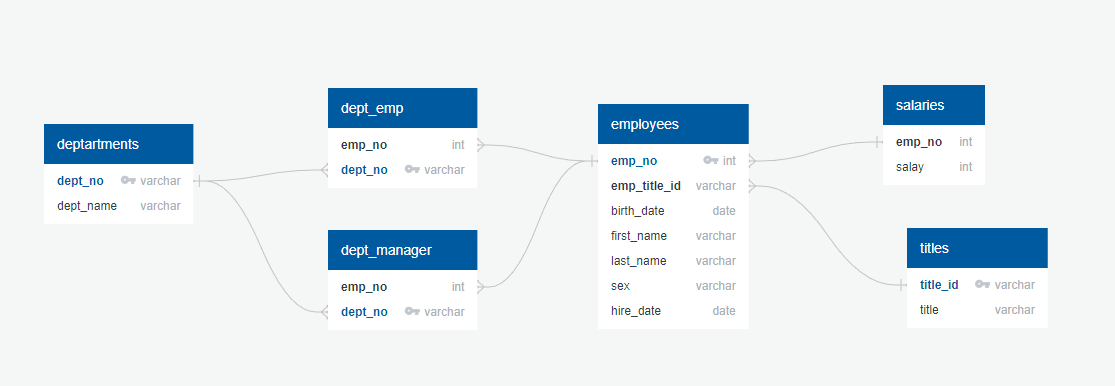 deptartments
dept_no varchar
dept_name varchar
dept_emp
emp_no int
dept_no varchar
dept_manager
emp_no int
dept_no varchar
employees
emp_no int
emp_title_id varchar
birth_date date
first_name varchar
last_name varchar
sex varchar
hire_date date
salaries
emp_no int
salay int
titles
title_id varchar
title varchar